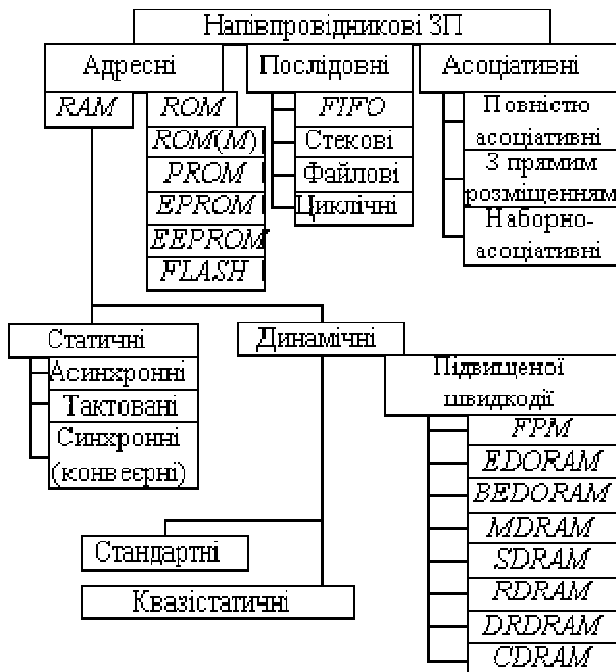 Напівпровідникові ЗП
Адресні
Послідовні
Асоціативні
RAM
ROM
ROM(M)
PROM
EPROM
EEPROM
FLASH
FIFO
Стекові
Файлові
Циклічні
Повністю
асоціативні
З прямим
розміщенням
Наборно-
асоціативні
Статичні
Асинхронні
Тактовані
Синхронні
(конвеєрні)
Динамічні
Стандартні
Квазістатичні
Підвищеної
швидкодії
FPM
EDORAM
BEDORAM
MDRAM
SDRAM
RDRAM
DRDRAM
CDRAM